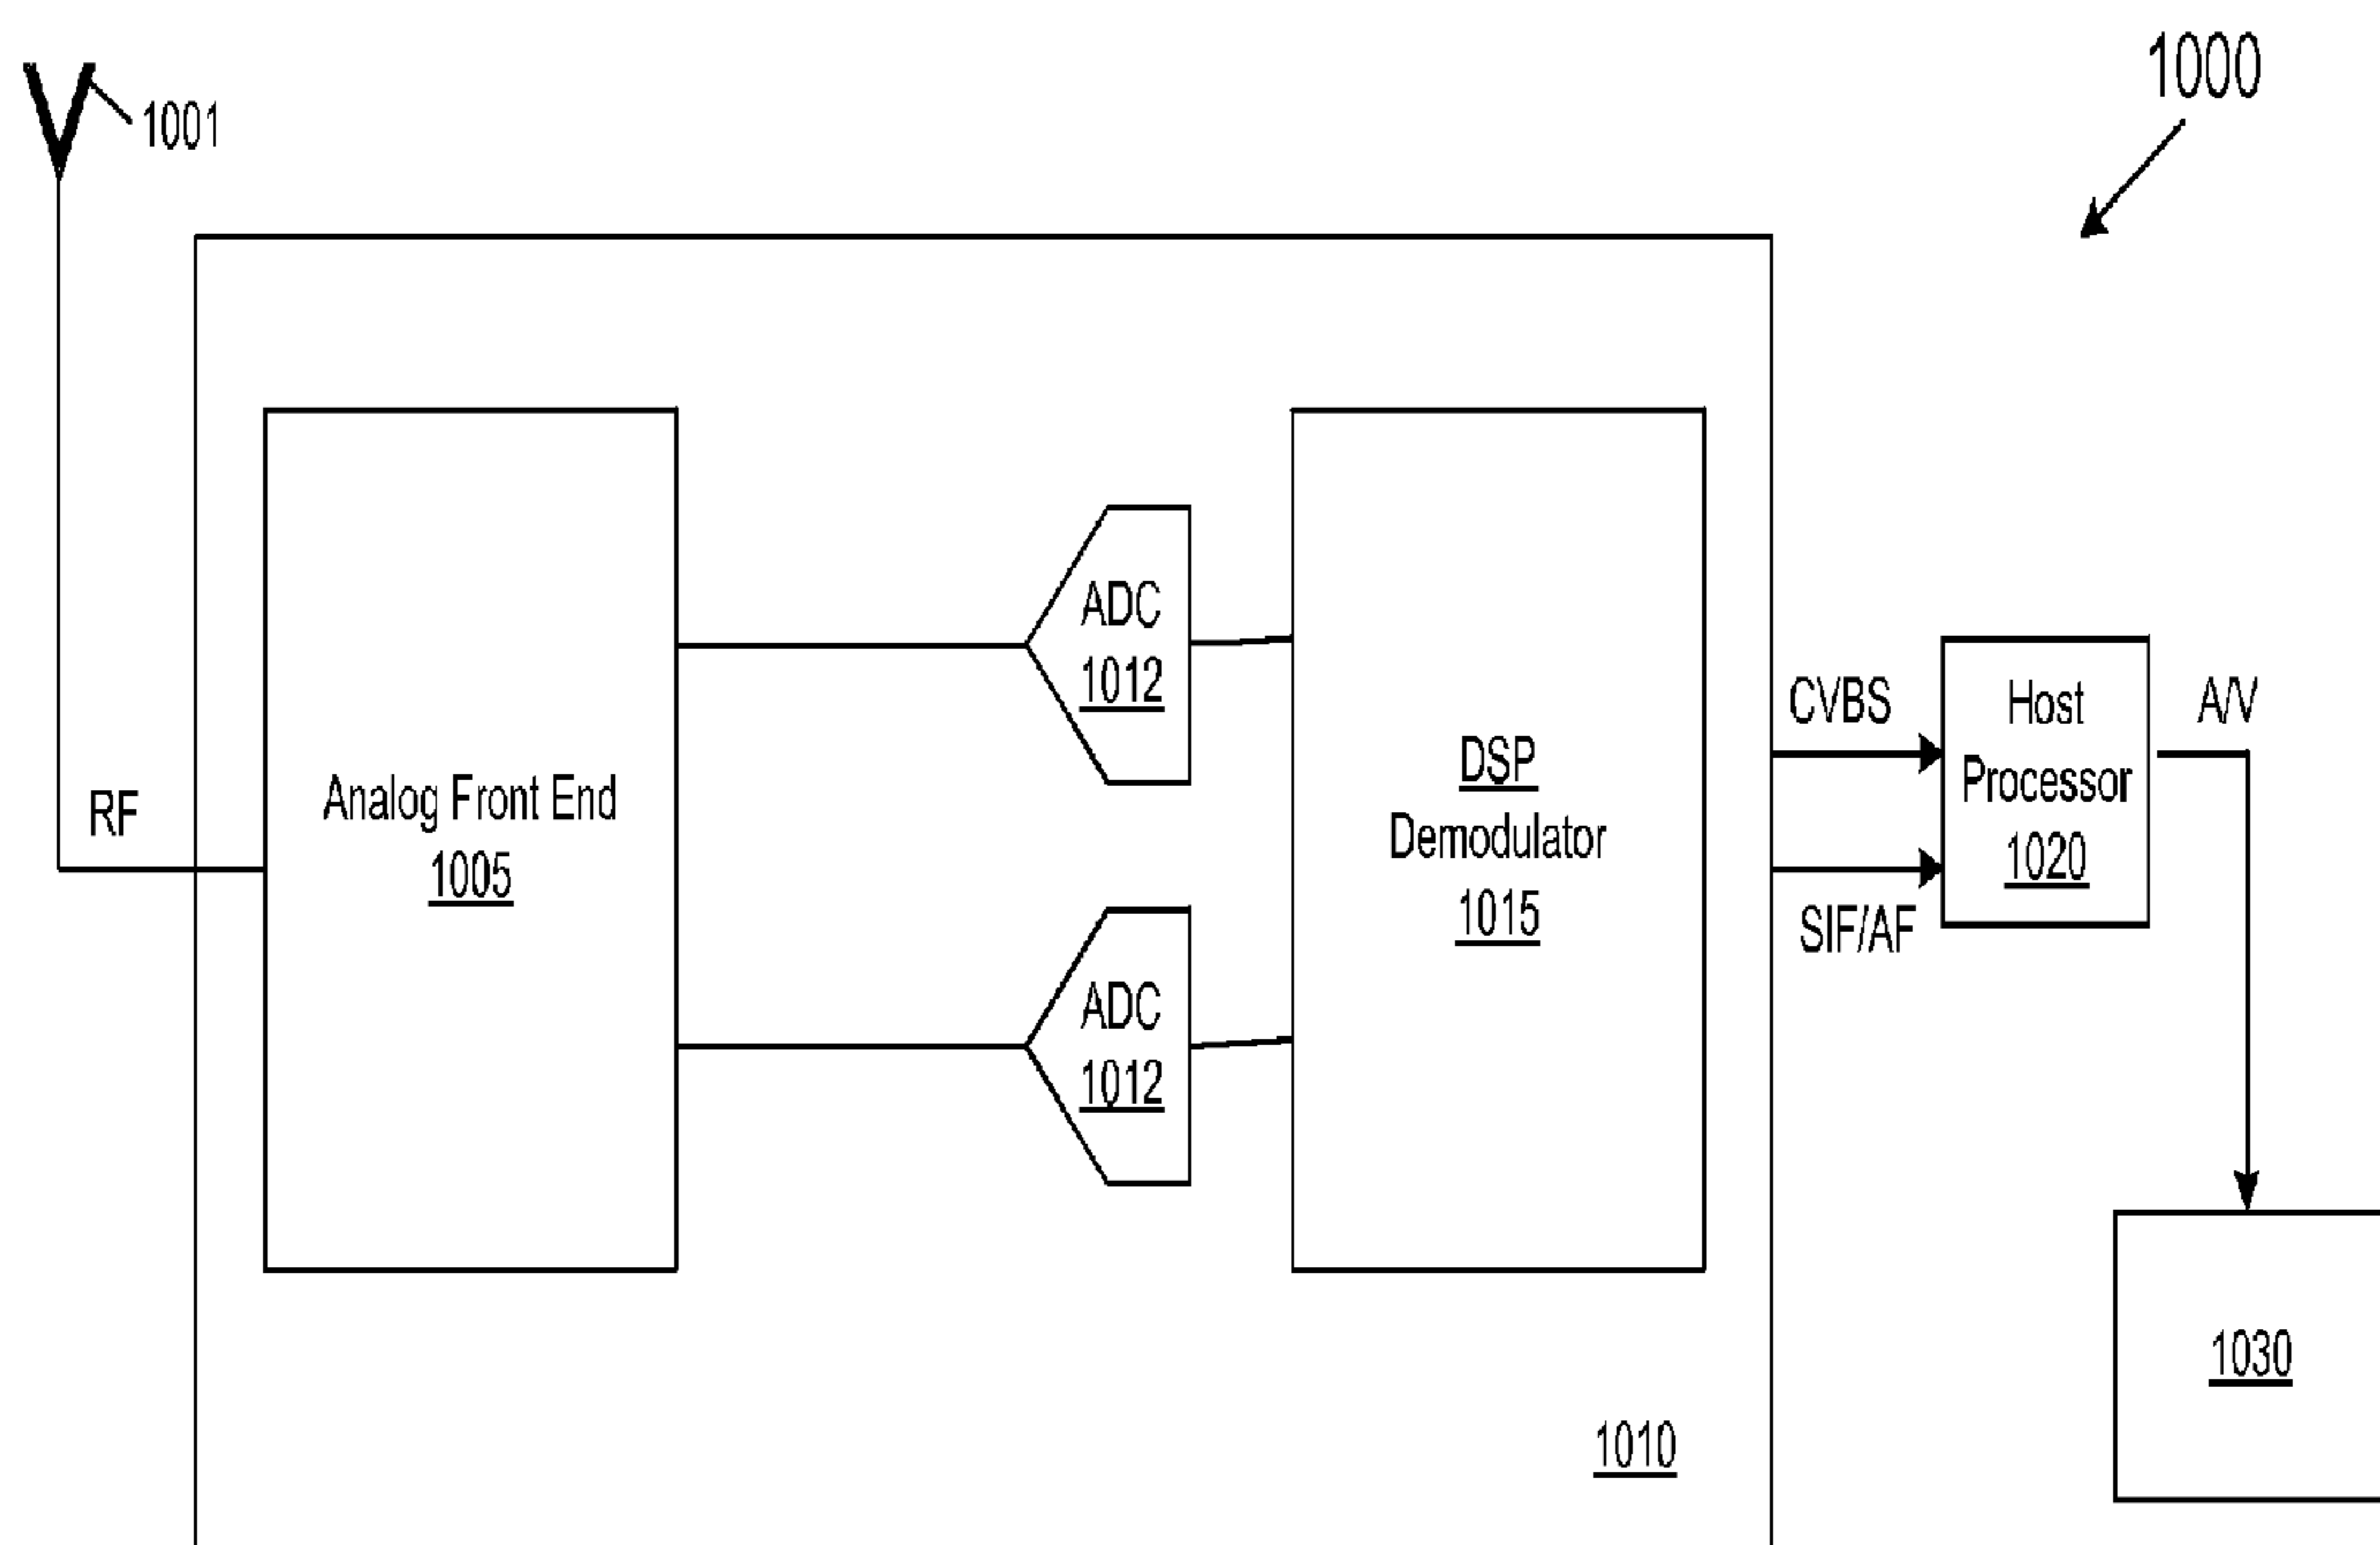 1000
1001
RF
Analog Front End
1005
ADC
1012
ADC
1012
DSP
Demodulator
1015
CVBS
SIF/AF
Host
Processor
1020
A/V
1030
1010